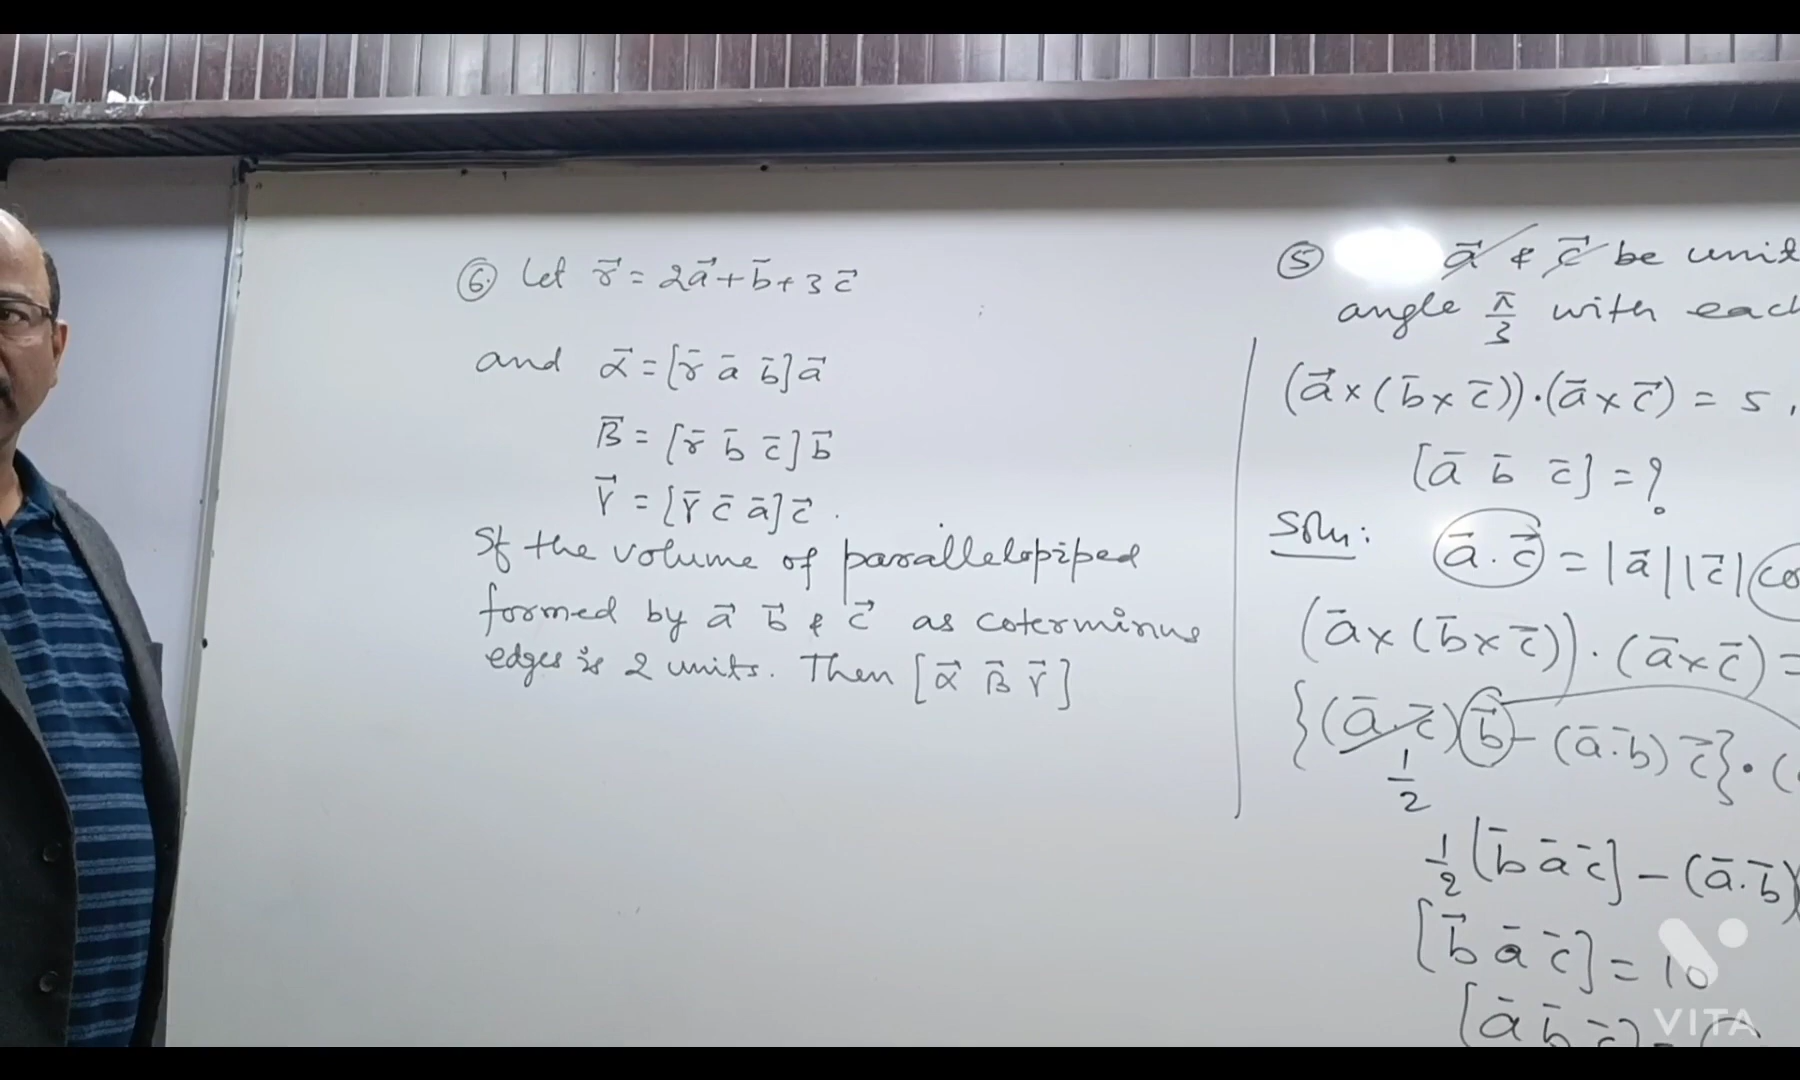 ⑥ Let r⃗ = 2a⃗ + b̄ + 3c⃗
and α⃗ = [r̄ ā b̄] a⃗
β̄ = [r̄ b̄ c̄] b⃗
γ⃗ = [r̄ c̄ ā] c⃗.
If the volume of parallelopiped
formed by a⃗ b⃗ & c⃗ as coterminus
edges is 2 units. Then [α⃗ β⃗ γ⃗]
⑤ a⃗ & c⃗ be unit
angle π/3 with each
(a⃗ × (b̄ × c̄)) · (ā × c⃗) = 5,
[ā b̄ c̄] = ?
Soln: ā . c⃗ = |a⃗| |c⃗|
(ā × (b̄ × c̄)) · (ā × c̄) =
{(ā . c̄) b⃗ - (ā . b̄) c⃗} · (
1/2
1/2 [b̄ ā c̄] - (ā . b̄)
[b⃗ ā c̄] = 10
[ā b̄ c̄] =
VITA